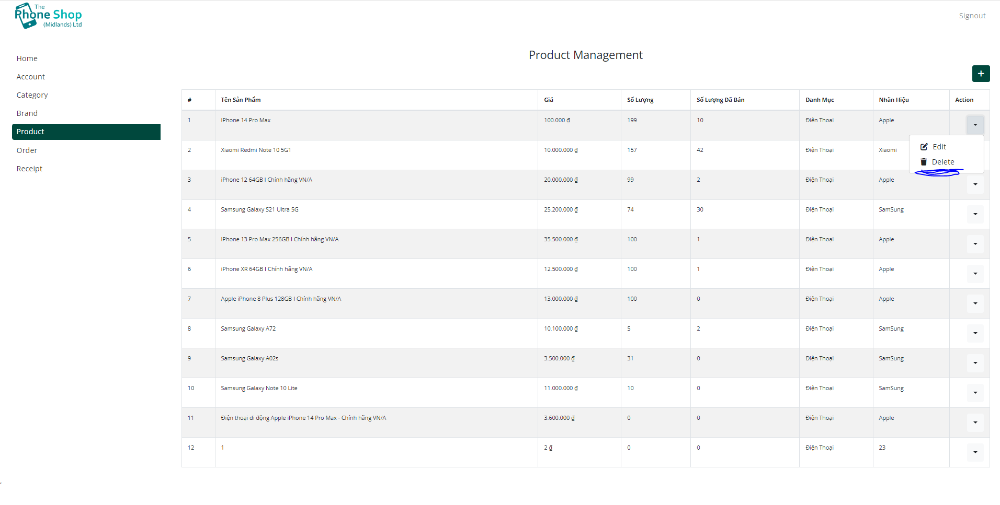 The
Phone Shop
(Midlands) Ltd
Signout
Home
Account
Category
Brand
Product
Order
Receipt
Product Management
+
# Tên Sản Phẩm Giá Số Lượng Số Lượng Đã Bán Danh Mục Nhãn Hiệu Action
1 iPhone 14 Pro Max 100.000 ₫ 199 10 Điện Thoại Apple
Edit
Delete
2 Xiaomi Redmi Note 10 5G1 10.000.000 ₫ 157 42 Điện Thoại Xiaomi
3 iPhone 12 64GB I Chính hãng VN/A 20.000.000 ₫ 99 2 Điện Thoại Apple
4 Samsung Galaxy S21 Ultra 5G 25.200.000 ₫ 74 30 Điện Thoại SamSung
5 iPhone 13 Pro Max 256GB I Chính hãng VN/A 35.500.000 ₫ 100 1 Điện Thoại Apple
6 iPhone XR 64GB I Chính hãng VN/A 12.500.000 ₫ 100 1 Điện Thoại Apple
7 Apple iPhone 8 Plus 128GB I Chính hãng VN/A 13.000.000 ₫ 100 0 Điện Thoại Apple
8 Samsung Galaxy A72 10.100.000 ₫ 5 2 Điện Thoại SamSung
9 Samsung Galaxy A02s 3.500.000 ₫ 31 0 Điện Thoại SamSung
10 Samsung Galaxy Note 10 Lite 11.000.000 ₫ 10 0 Điện Thoại SamSung
11 Điện thoại di động Apple iPhone 14 Pro Max - Chính hãng VN/A 3.600.000 ₫ 0 0 Điện Thoại Apple
12 1 2 ₫ 0 0 Điện Thoại 23
,